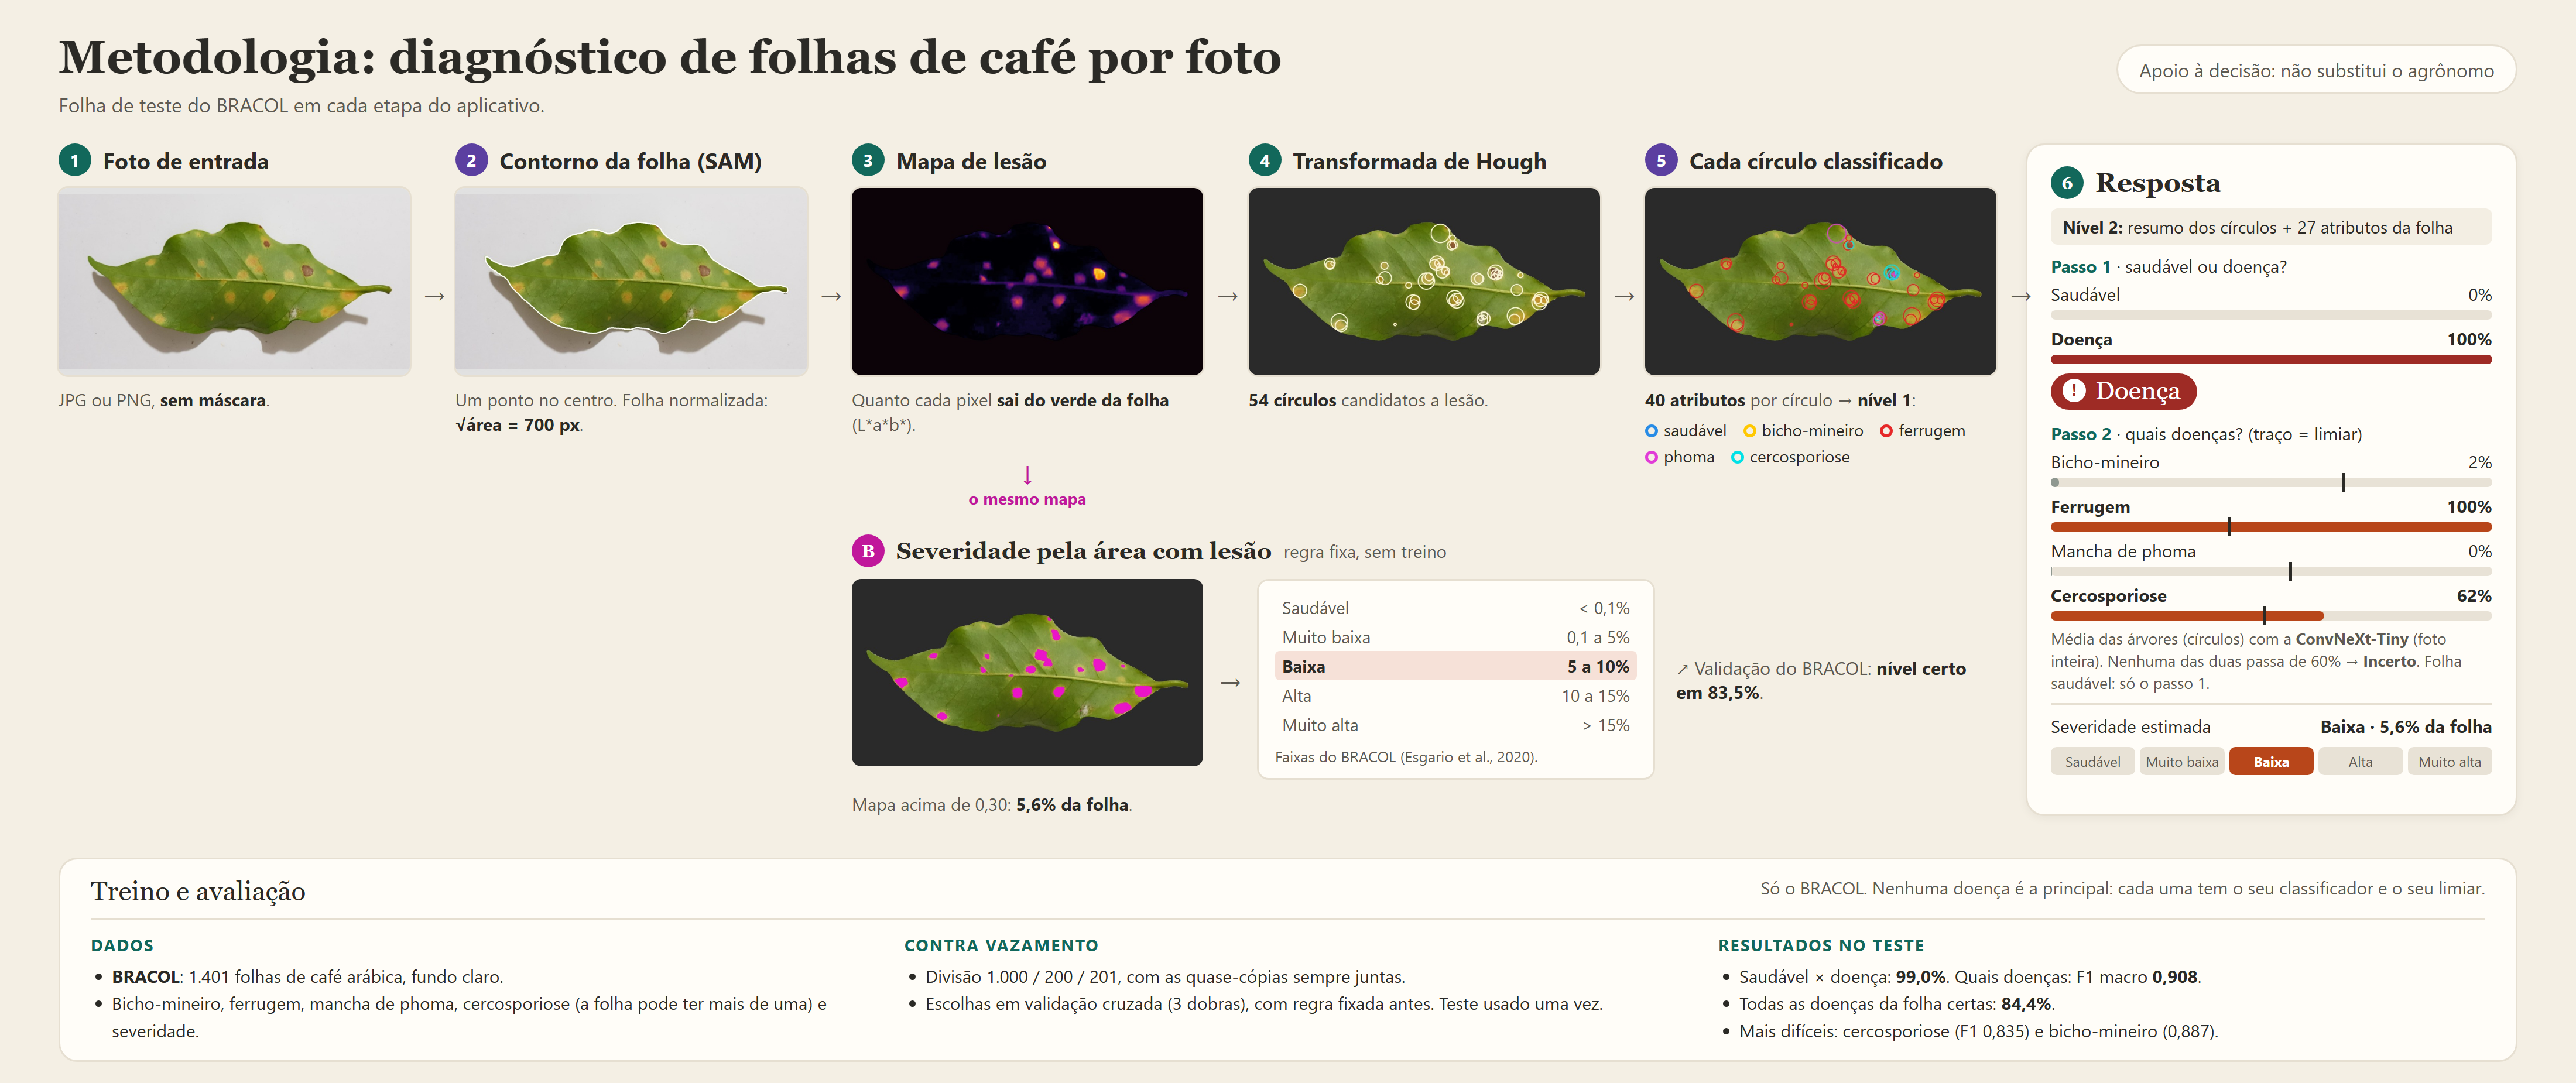 Metodologia: diagnóstico de folhas de café por foto
Apoio à decisão: não substitui o agrônomo
Folha de teste do BRACOL em cada etapa do aplicativo.
1 Foto de entrada
JPG ou PNG, sem máscara.
→
2 Contorno da folha (SAM)
Um ponto no centro. Folha normalizada:
√área = 700 px.
→
3 Mapa de lesão
Quanto cada pixel sai do verde da folha
(L*a*b*).
→
4 Transformada de Hough
54 círculos candidatos a lesão.
→
5 Cada círculo classificado
40 atributos por círculo → nível 1:
saudável bicho-mineiro ferrugem
phoma cercosporiose
→
↓
o mesmo mapa
B Severidade pela área com lesão regra fixa, sem treino
Mapa acima de 0,30: 5,6% da folha.
→
Saudável < 0,1%
Muito baixa 0,1 a 5%
Baixa 5 a 10%
Alta 10 a 15%
Muito alta > 15%
Faixas do BRACOL (Esgario et al., 2020).
↗ Validação do BRACOL: nível certo
em 83,5%.
6 Resposta
Nível 2: resumo dos círculos + 27 atributos da folha
Passo 1 · saudável ou doença?
Saudável 0%
Doença 100%
! Doença
Passo 2 · quais doenças? (traço = limiar)
Bicho-mineiro 2%
Ferrugem 100%
Mancha de phoma 0%
Cercosporiose 62%
Média das árvores (círculos) com a ConvNeXt-Tiny (foto
inteira). Nenhuma das duas passa de 60% → Incerto. Folha
saudável: só o passo 1.
Severidade estimada Baixa · 5,6% da folha
Saudável Muito baixa Baixa Alta Muito alta
Treino e avaliação
Só o BRACOL. Nenhuma doença é a principal: cada uma tem o seu classificador e o seu limiar.
DADOS
• BRACOL: 1.401 folhas de café arábica, fundo claro.
• Bicho-mineiro, ferrugem, mancha de phoma, cercosporiose (a folha pode ter mais de uma) e
severidade.
CONTRA VAZAMENTO
• Divisão 1.000 / 200 / 201, com as quase-cópias sempre juntas.
• Escolhas em validação cruzada (3 dobras), com regra fixada antes. Teste usado uma vez.
RESULTADOS NO TESTE
• Saudável × doença: 99,0%. Quais doenças: F1 macro 0,908.
• Todas as doenças da folha certas: 84,4%.
• Mais difíceis: cercosporiose (F1 0,835) e bicho-mineiro (0,887).